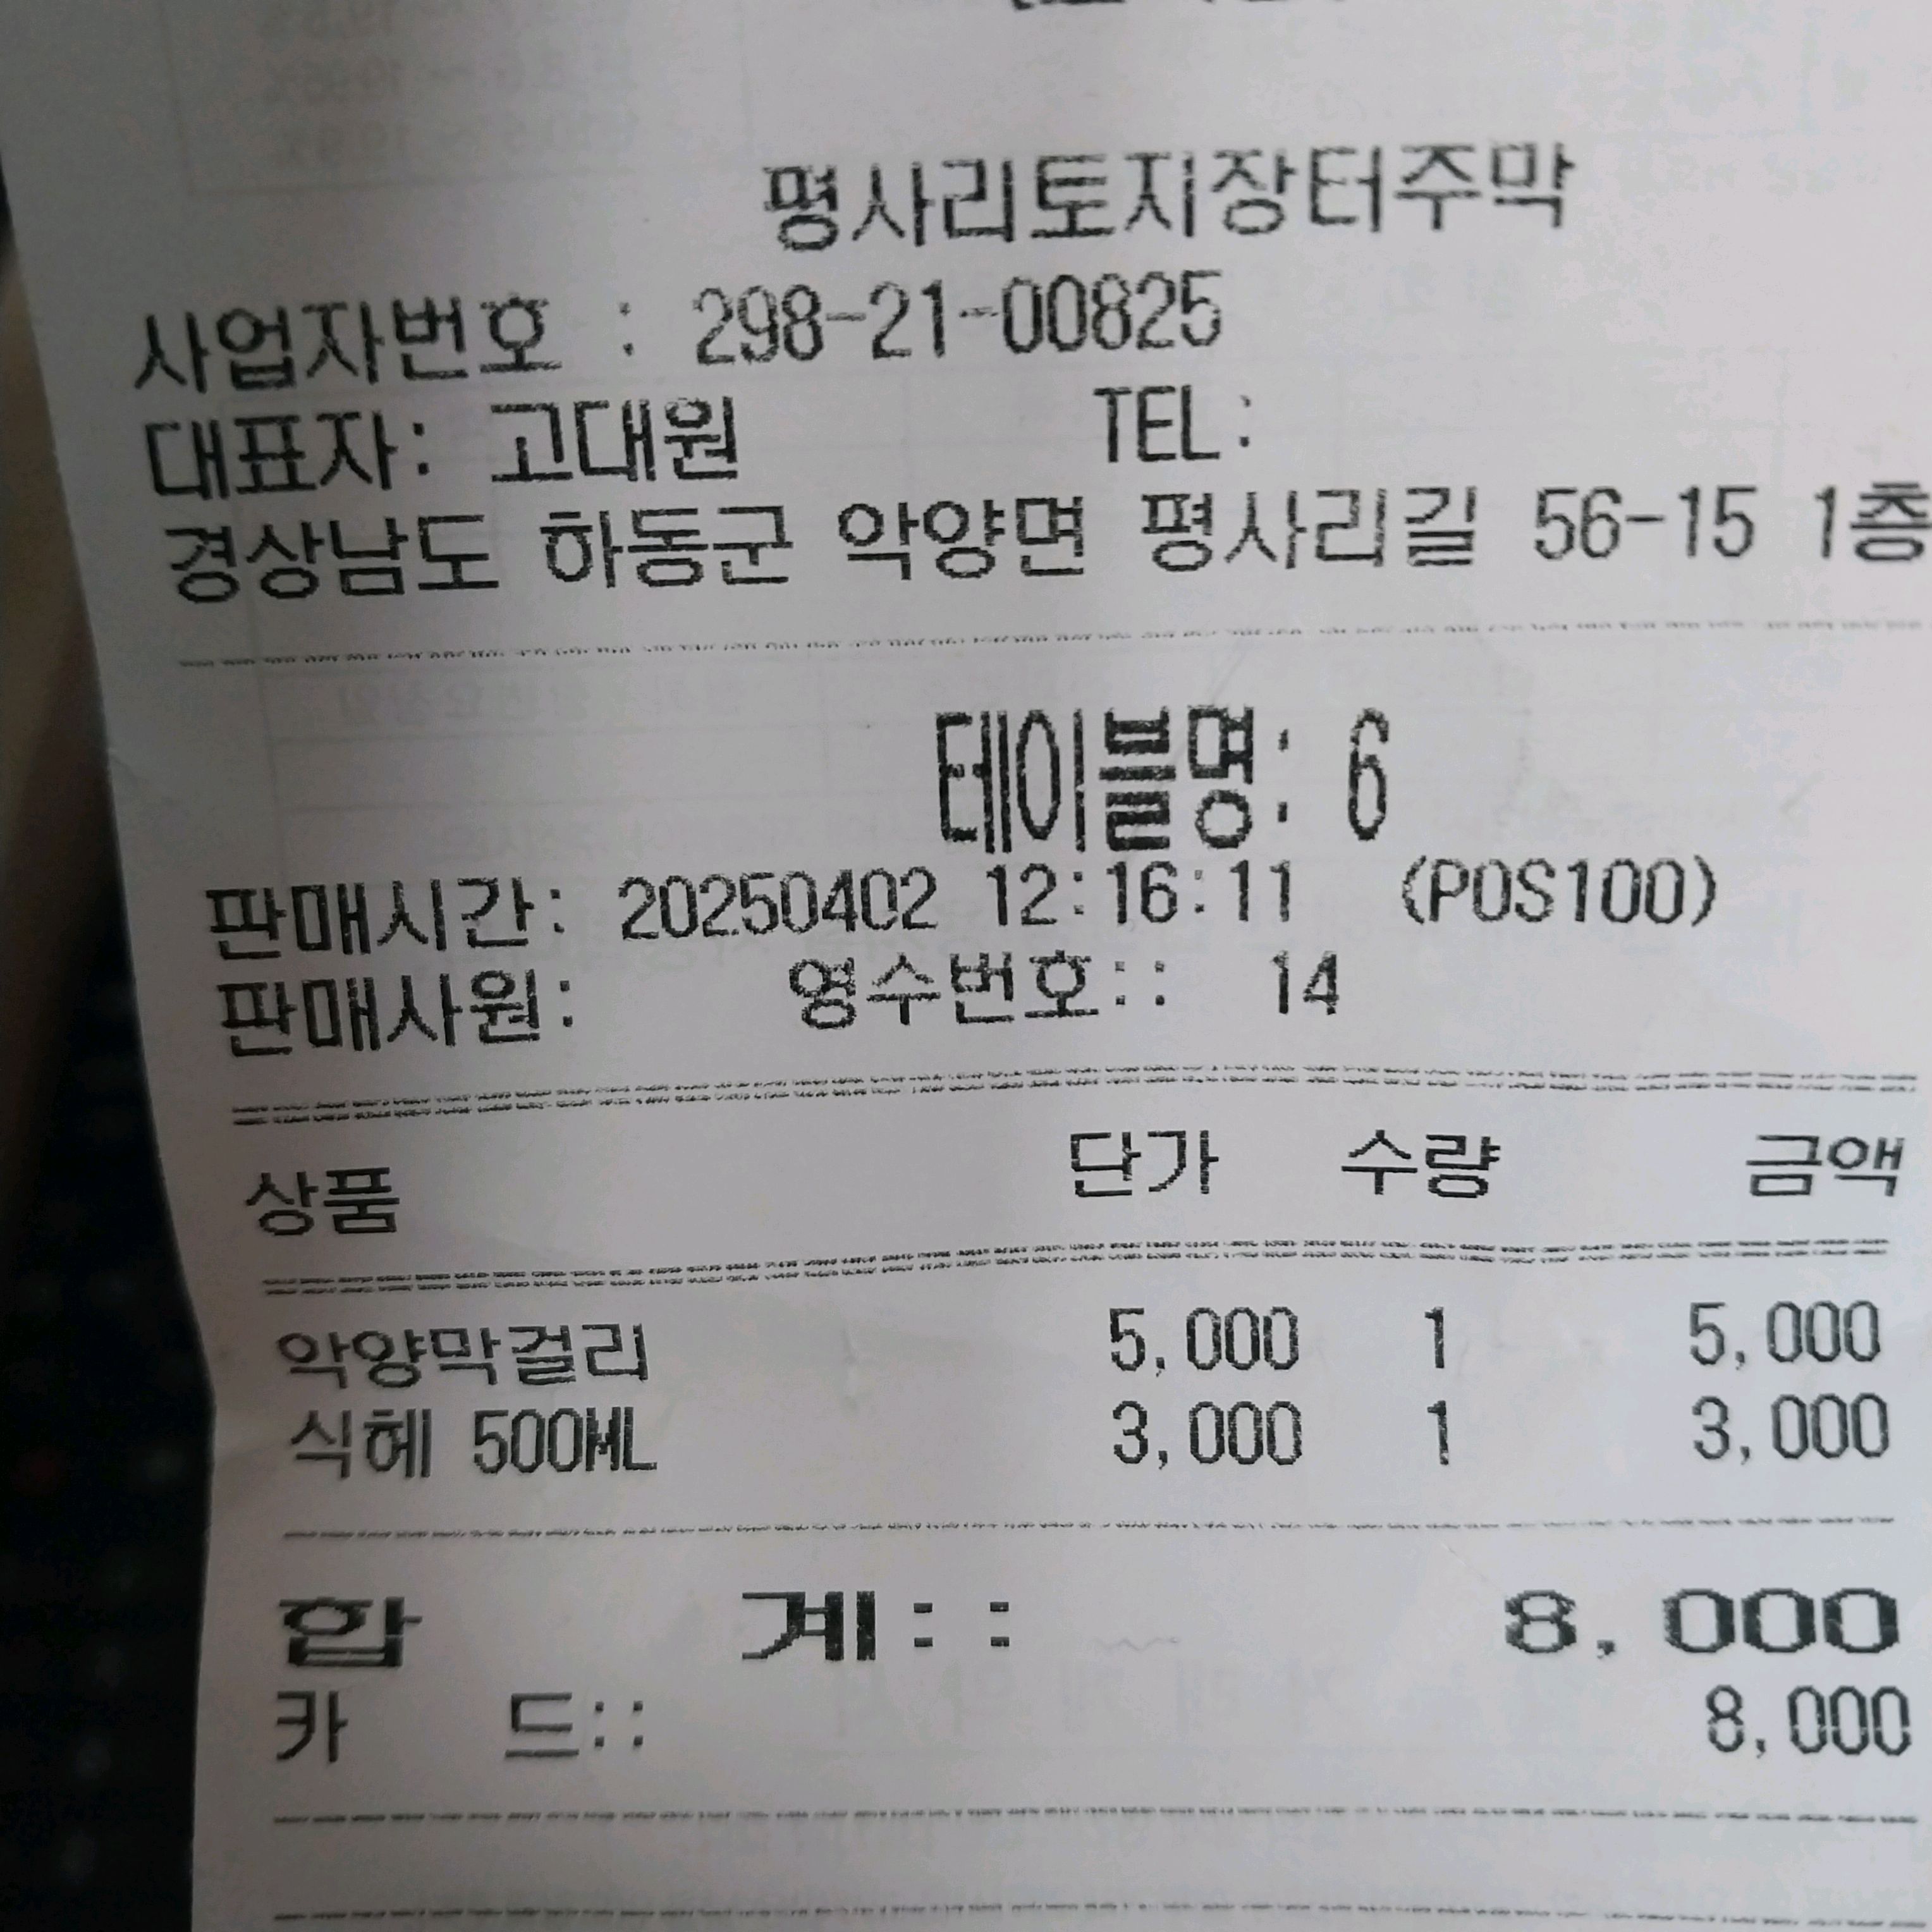 평사리토지장터주막
사업자번호 : 298-21-00825
대표자: 고대원 TEL:
경상남도 하동군 악양면 평사리길 56-15 1층
테이블명: 6
판매시간: 20250402 12:16:11 (POS100)
판매사원: 영수번호:: 14
상품 단가 수량 금액
악양막걸리 5,000 1 5,000
식혜 500ML 3,000 1 3,000
합 계:: 8,000
카 드:: 8,000